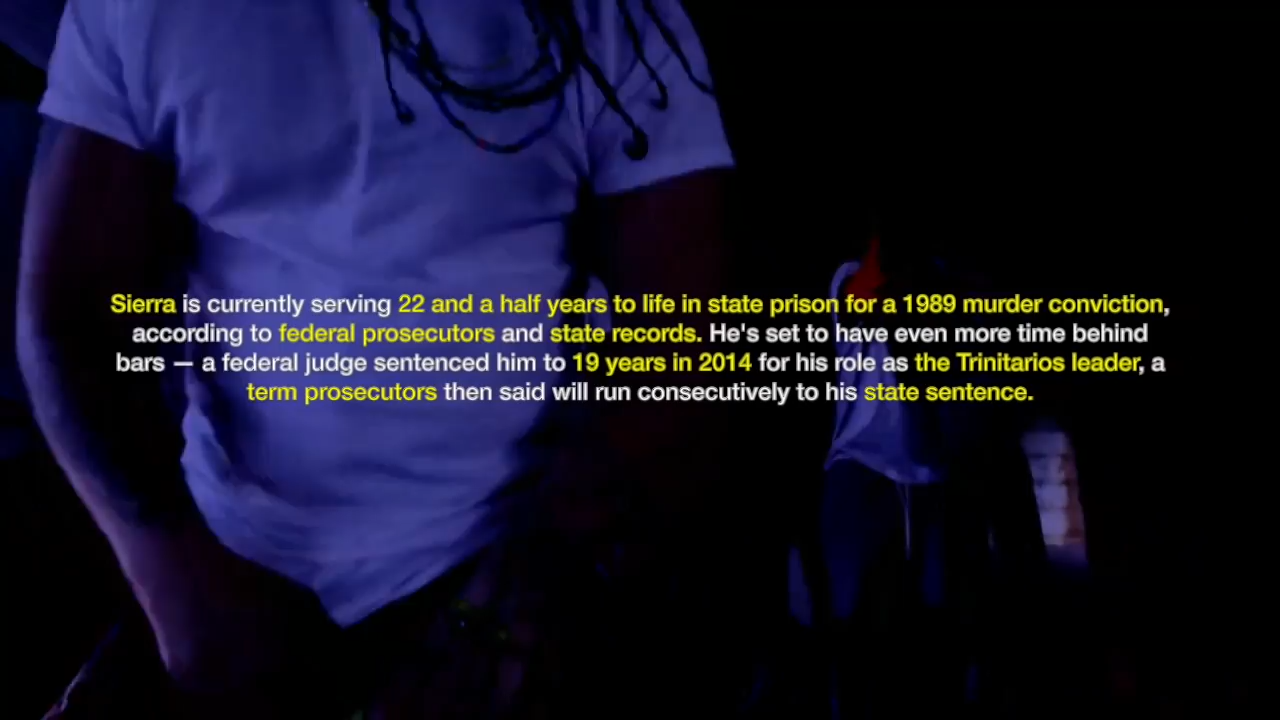 Sierra is currently serving 22 and a half years to life in state prison for a 1989 murder conviction,
according to federal prosecutors and state records. He's set to have even more time behind
bars — a federal judge sentenced him to 19 years in 2014 for his role as the Trinitarios leader, a
term prosecutors then said will run consecutively to his state sentence.